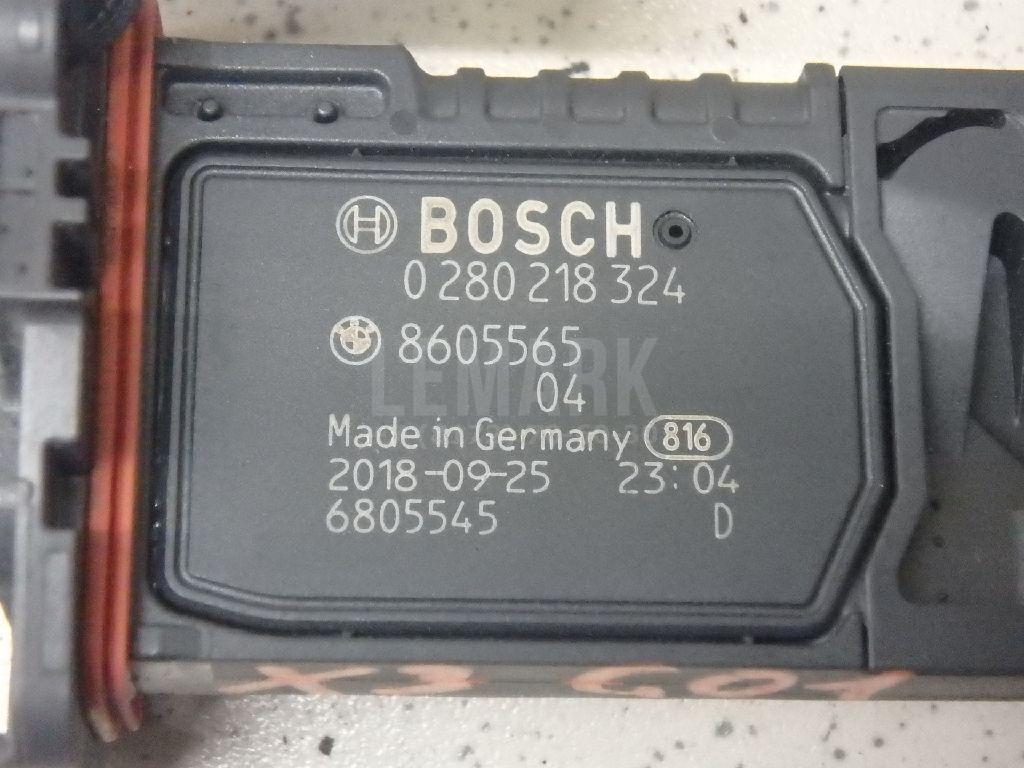 BOSCH
0 280 218 324
8605565
04
LEMARK
Made in Germany 816
2018-09-25 23:04
6805545 D
X3 G01